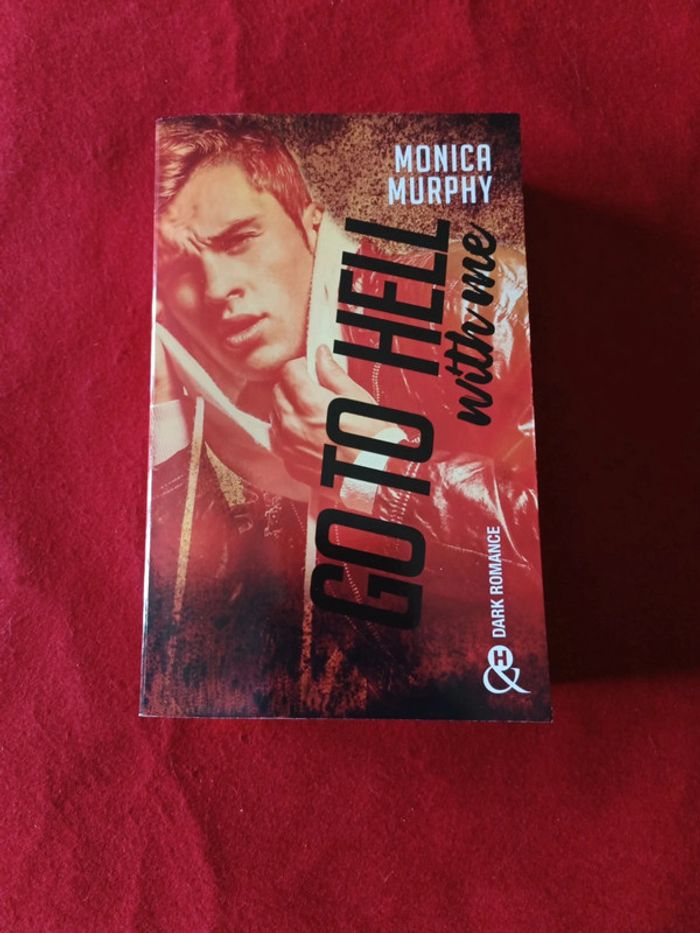 MONICA
MURPHY
GO TO HELL
with me
&H DARK ROMANCE